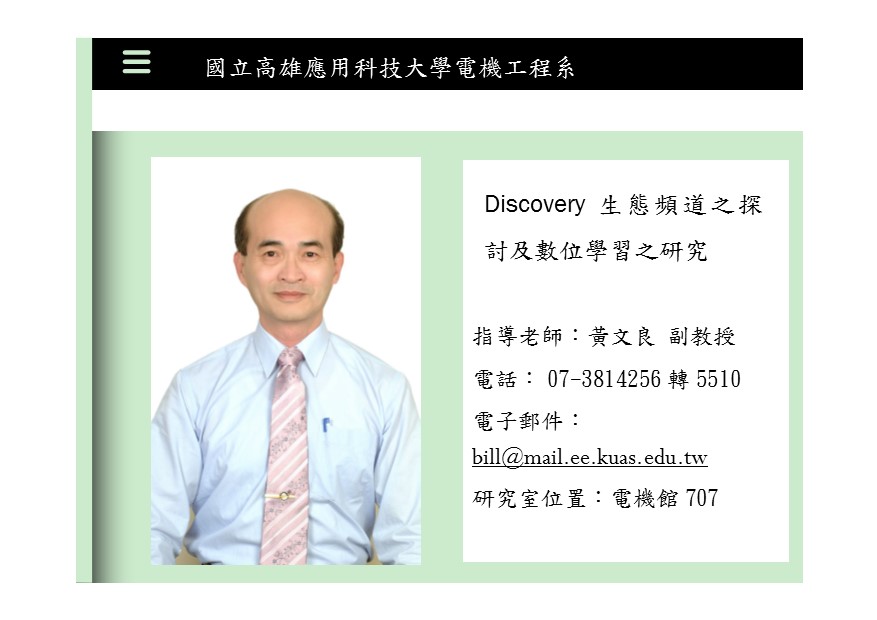 國立高雄應用科技大學電機工程系
Discovery 生態頻道之探
討及數位學習之研究
指導老師：黃文良 副教授
電話： 07-3814256 轉 5510
電子郵件：
bill@mail.ee.kuas.edu.tw
研究室位置：電機館 707